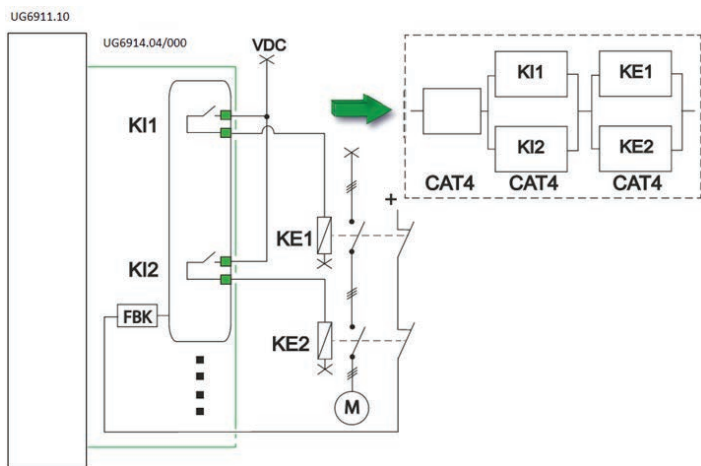 UG6911.10
UG6914.04/000
VDC
KI1
KI2
FBK
KE1
KE2
M
+
KI1
KE1
KI2
KE2
CAT4
CAT4
CAT4